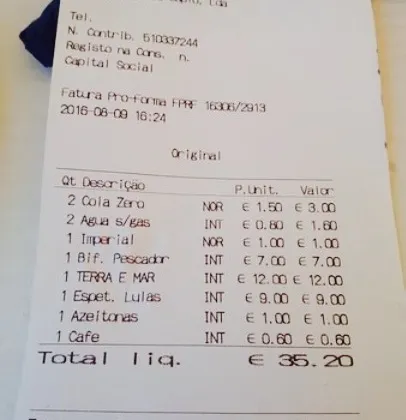 Lda
Tel.
N. Contrib. 510337244
Registo na Cons. n.
Capital Social
Fatura Pro-forma FPRF 16306/2913
2016-08-09 16:24
Original
Qt Descrição P.Unit. Valor
2 Cola Zero NOR € 1.50 € 3.00
2 Agua s/gas INT € 0.80 € 1.60
1 Imperial NOR € 1.00 € 1.00
1 Bif. Pescador INT € 7.00 € 7.00
1 TERRA E MAR INT € 12.00 € 12.00
1 Espet. Lulas INT € 9.00 € 9.00
1 Azeitonas INT € 1.00 € 1.00
1 Cafe INT € 0.60 € 0.60
Total liq. € 35.20